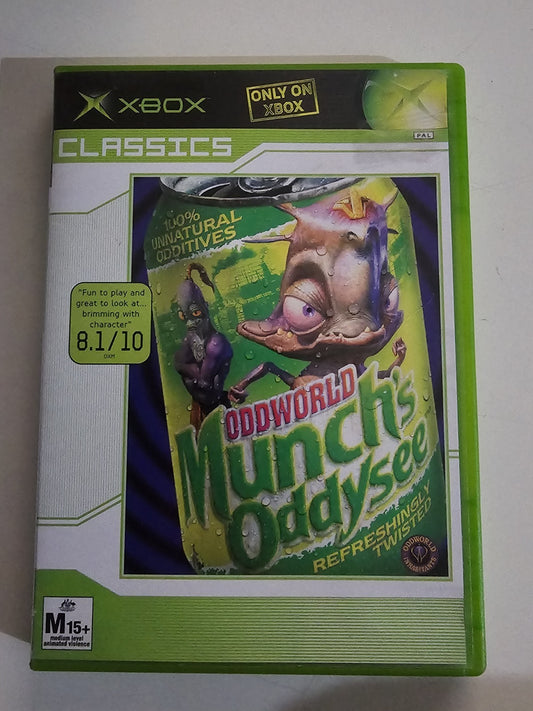 XBOX
ONLY ON
XBOX
PAL
CLASSICS
100%
UNNATURAL
ODDITIVES
"Fun to play and
great to look at...
brimming with
character"
8.1/10
OXM
ODDWORLD
Munch's
Oddysee
REFRESHINGLY
TWISTED
ODDWORLD
INHABITANTS
M15+
medium level
animated violence